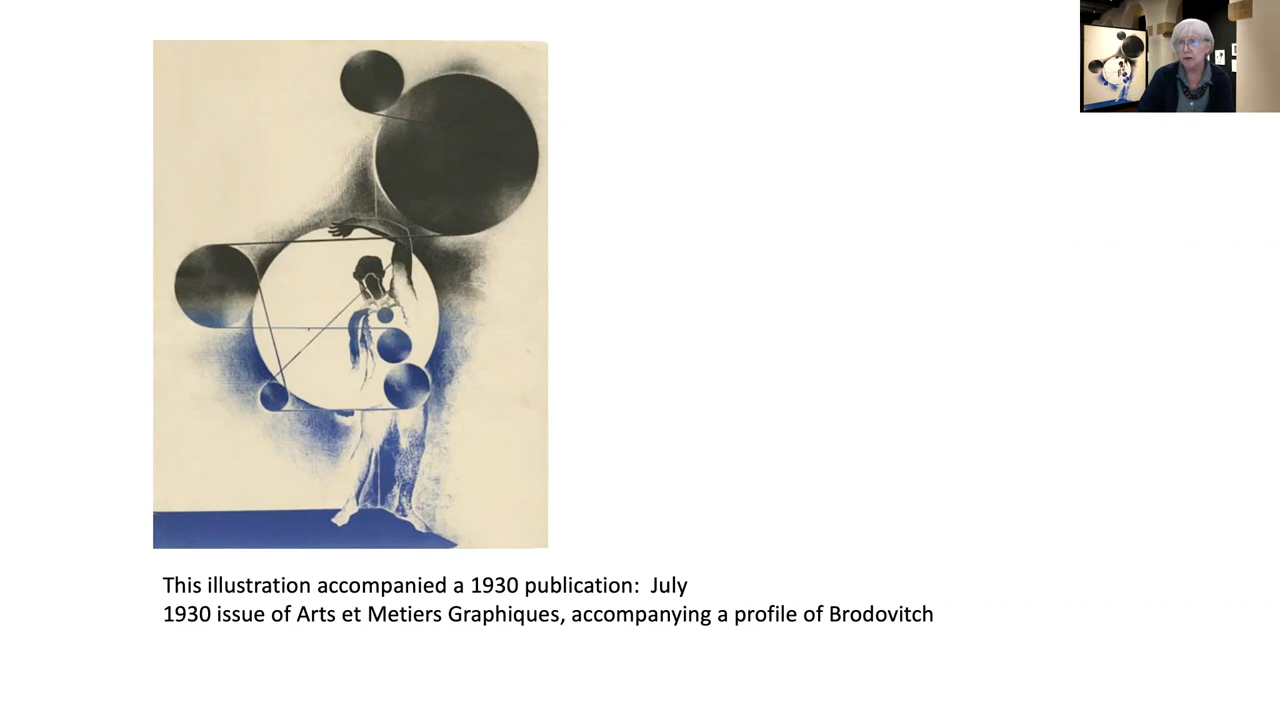 This illustration accompanied a 1930 publication:  July
1930 issue of Arts et Metiers Graphiques, accompanying a profile of Brodovitch